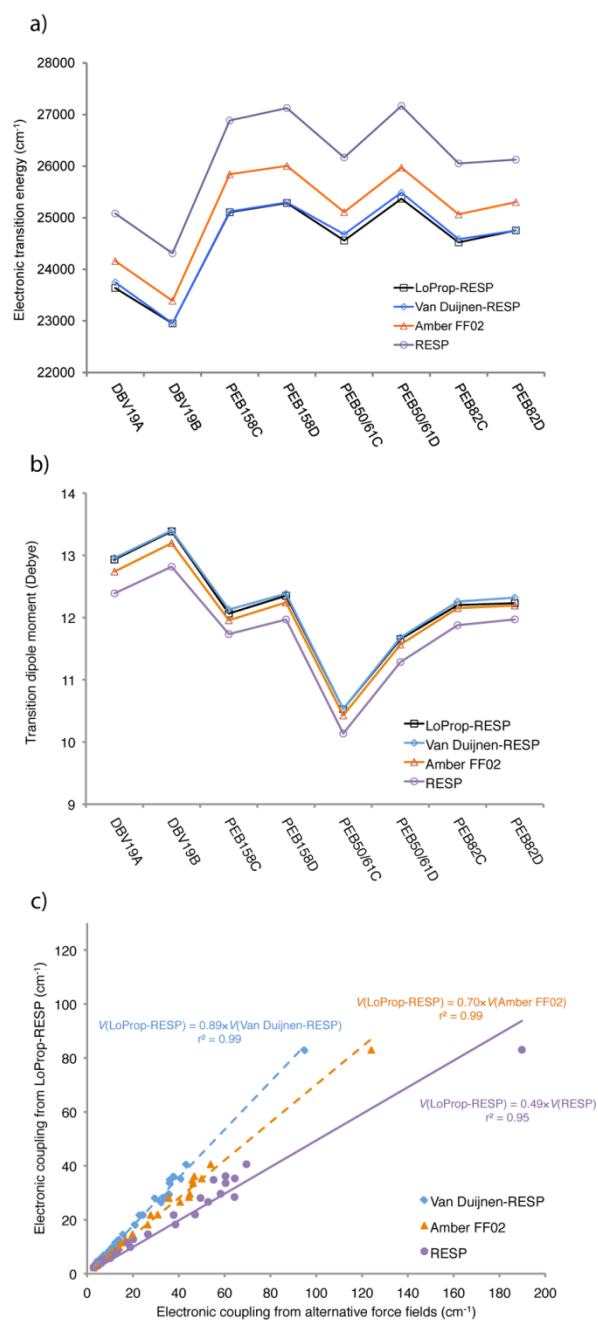 a)
Electronic transition energy (cm⁻¹)
28000
27000
26000
25000
24000
23000
22000
LoProp-RESP
Van Duijnen-RESP
Amber FF02
RESP
DBV19A
DBV19B
PEB158C
PEB158D
PEB50/61C
PEB50/61D
PEB82C
PEB82D
b)
Transition dipole moment (Debye)
14
13
12
11
10
9
LoProp-RESP
Van Duijnen-RESP
Amber FF02
RESP
DBV19A
DBV19B
PEB158C
PEB158D
PEB50/61C
PEB50/61D
PEB82C
PEB82D
c)
Electronic coupling from LoProp-RESP (cm⁻¹)
120
100
80
60
40
20
0
V(LoProp-RESP) = 0.70×V(Amber FF02)
r² = 0.99
V(LoProp-RESP) = 0.89×V(Van Duijnen-RESP)
r² = 0.99
V(LoProp-RESP) = 0.49×V(RESP)
r² = 0.95
Van Duijnen-RESP
Amber FF02
RESP
0 20 40 60 80 100 120 140 160 180 200
Electronic coupling from alternative force fields (cm⁻¹)